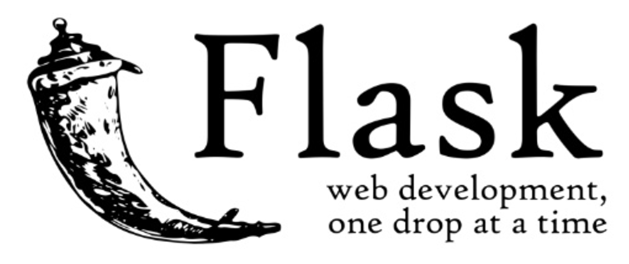 Flask
web development,
one drop at a time